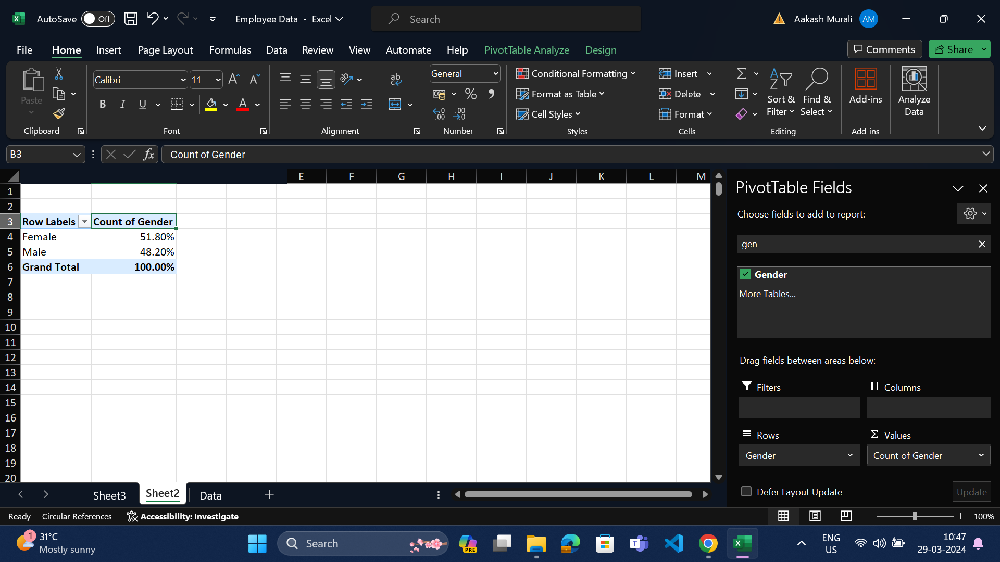 AutoSave Off Employee Data - Excel Search Aakash Murali AM
File Home Insert Page Layout Formulas Data Review View Automate Help PivotTable Analyze Design Comments Share
Paste Calibri 11 General Conditional Formatting Insert Sort & Find & Add-ins Analyze
B I U A Format as Table Delete Filter Select Data
Cell Styles Format
Clipboard Font Alignment Number Styles Cells Editing Add-ins
B3 fx Count of Gender
E F G H I J K L M
1
2
3 Row Labels Count of Gender
4 Female 51.80%
5 Male 48.20%
6 Grand Total 100.00%
7
8
9
10
11
12
13
14
15
16
17
18
19
20
PivotTable Fields
Choose fields to add to report:
gen
Gender
More Tables...
Drag fields between areas below:
Filters Columns
Rows Values
Gender Count of Gender
Defer Layout Update Update
Sheet3 Sheet2 Data
Ready Circular References Accessibility: Investigate 100%
1 31°C
Mostly sunny
Search
PRE
ENG
US
10:47
29-03-2024